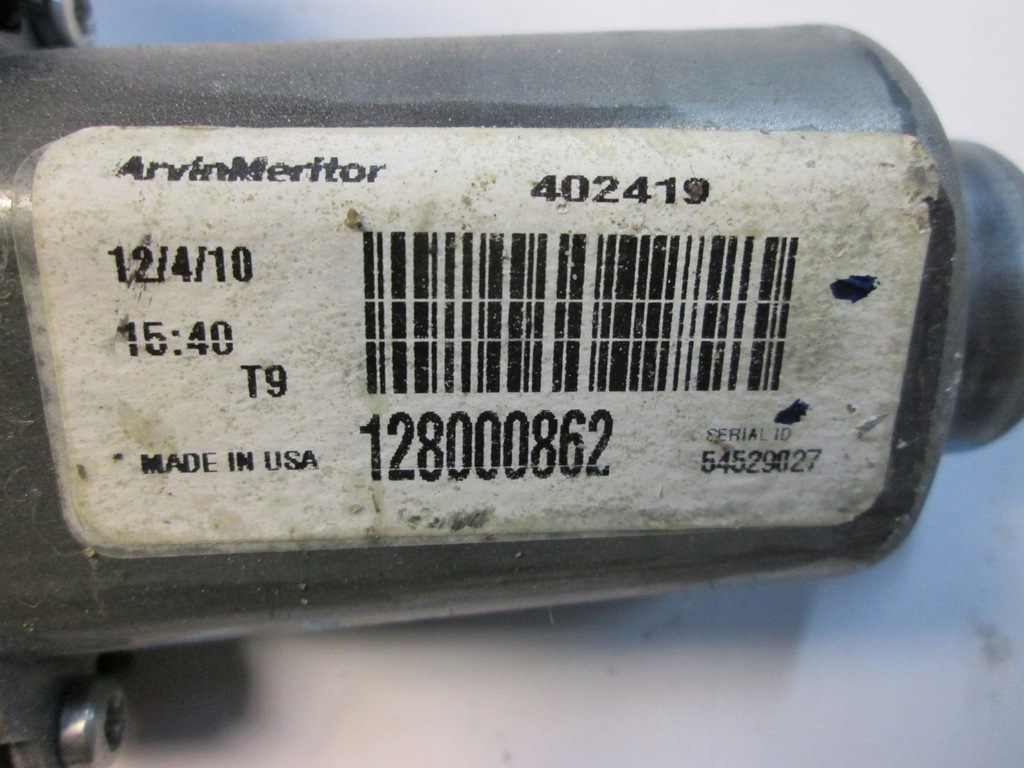 ArvinMeritor
402419
12/4/10
15:40
T9
128000862
SERIAL ID
MADE IN USA
54529027